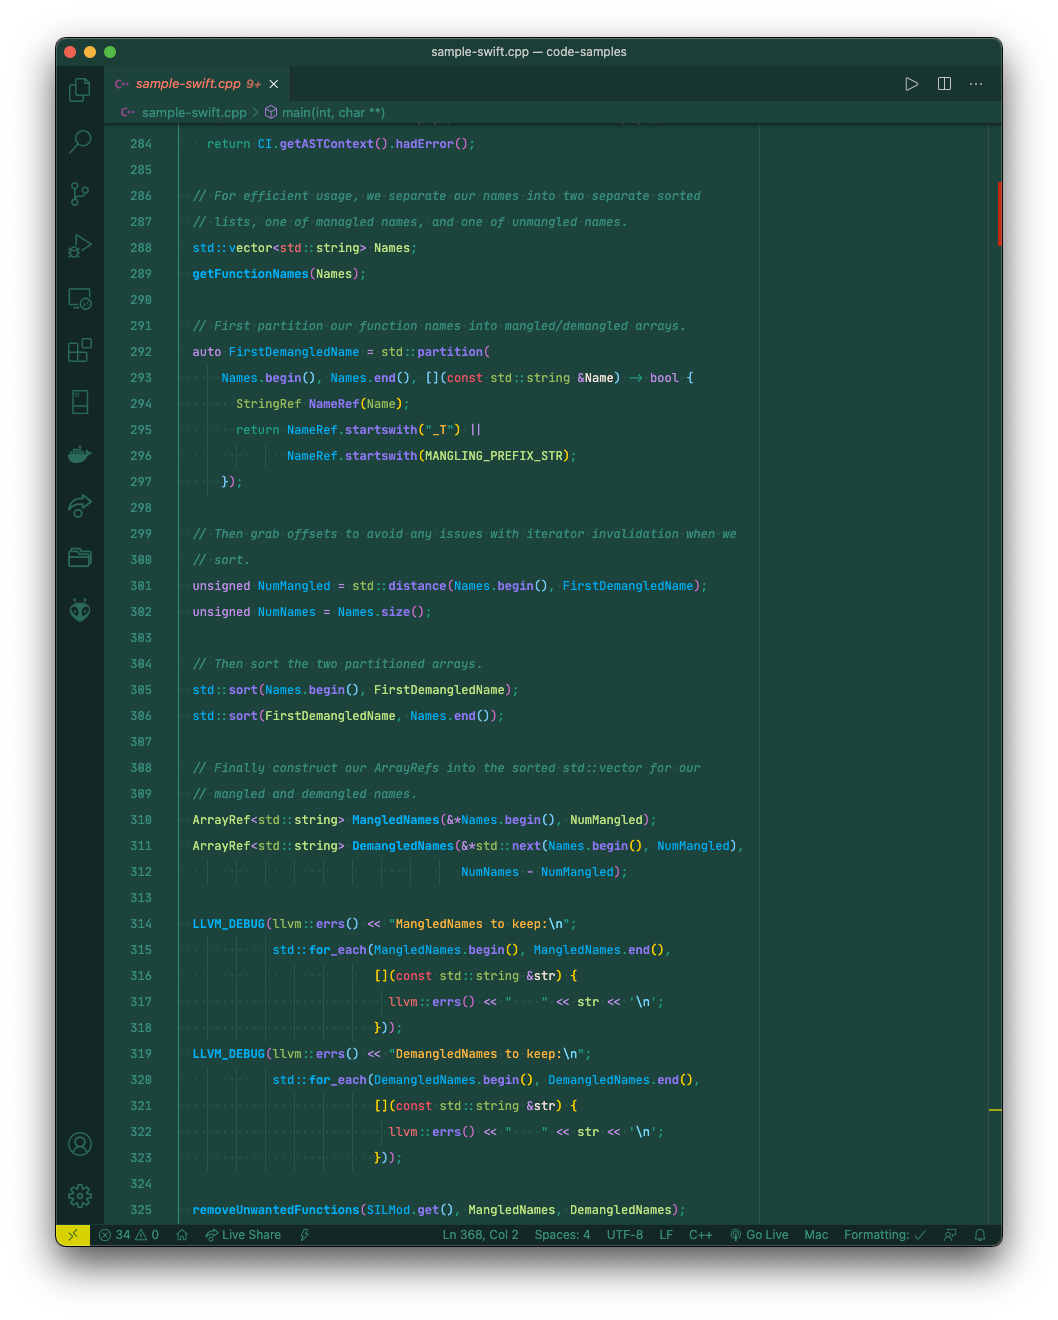 sample-swift.cpp — code-samples
sample-swift.cpp 9+
sample-swift.cpp > main(int, char **)
284 return CI.getASTContext().hadError();
285
286 // For efficient usage, we separate our names into two separate sorted
287 // lists, one of managled names, and one of unmangled names.
288 std::vector<std::string> Names;
289 getFunctionNames(Names);
290
291 // First partition our function names into mangled/demangled arrays.
292 auto FirstDemangledName = std::partition(
293 Names.begin(), Names.end(), [](const std::string &Name) -> bool {
294 StringRef NameRef(Name);
295 return NameRef.startswith("_T") ||
296 NameRef.startswith(MANGLING_PREFIX_STR);
297 });
298
299 // Then grab offsets to avoid any issues with iterator invalidation when we
300 // sort.
301 unsigned NumMangled = std::distance(Names.begin(), FirstDemangledName);
302 unsigned NumNames = Names.size();
303
304 // Then sort the two partitioned arrays.
305 std::sort(Names.begin(), FirstDemangledName);
306 std::sort(FirstDemangledName, Names.end());
307
308 // Finally construct our ArrayRefs into the sorted std::vector for our
309 // mangled and demangled names.
310 ArrayRef<std::string> MangledNames(&*Names.begin(), NumMangled);
311 ArrayRef<std::string> DemangledNames(&*std::next(Names.begin(), NumMangled),
312 NumNames - NumMangled);
313
314 LLVM_DEBUG(llvm::errs() << "MangledNames to keep:\n";
315 std::for_each(MangledNames.begin(), MangledNames.end(),
316 [](const std::string &str) {
317 llvm::errs() << "    " << str << '\n';
318 }));
319 LLVM_DEBUG(llvm::errs() << "DemangledNames to keep:\n";
320 std::for_each(DemangledNames.begin(), DemangledNames.end(),
321 [](const std::string &str) {
322 llvm::errs() << "    " << str << '\n';
323 }));
324
325 removeUnwantedFunctions(SILMod.get(), MangledNames, DemangledNames);
34 0 Live Share Ln 368, Col 2 Spaces: 4 UTF-8 LF C++ Go Live Mac Formatting: ✓